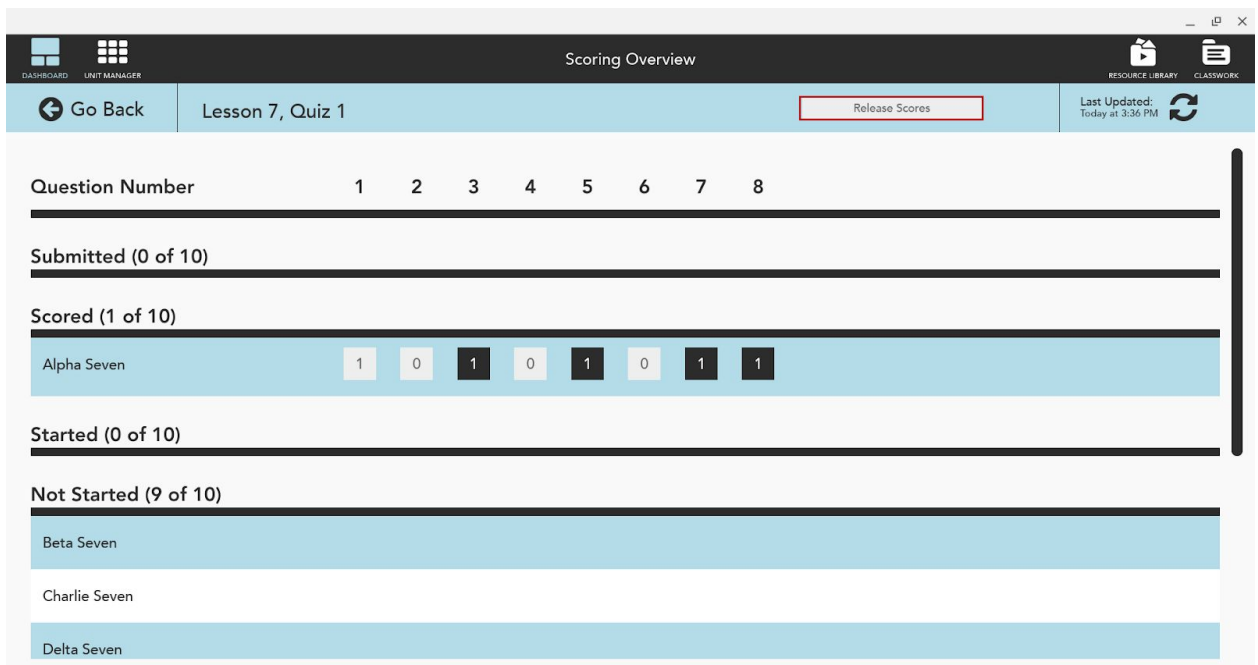 Scoring Overview
DASHBOARD UNIT MANAGER RESOURCE LIBRARY CLASSWORK
Go Back Lesson 7, Quiz 1 Release Scores Last Updated:
Today at 3:36 PM
Question Number 1 2 3 4 5 6 7 8
Submitted (0 of 10)
Scored (1 of 10)
Alpha Seven 1 0 1 0 1 0 1 1
Started (0 of 10)
Not Started (9 of 10)
Beta Seven
Charlie Seven
Delta Seven